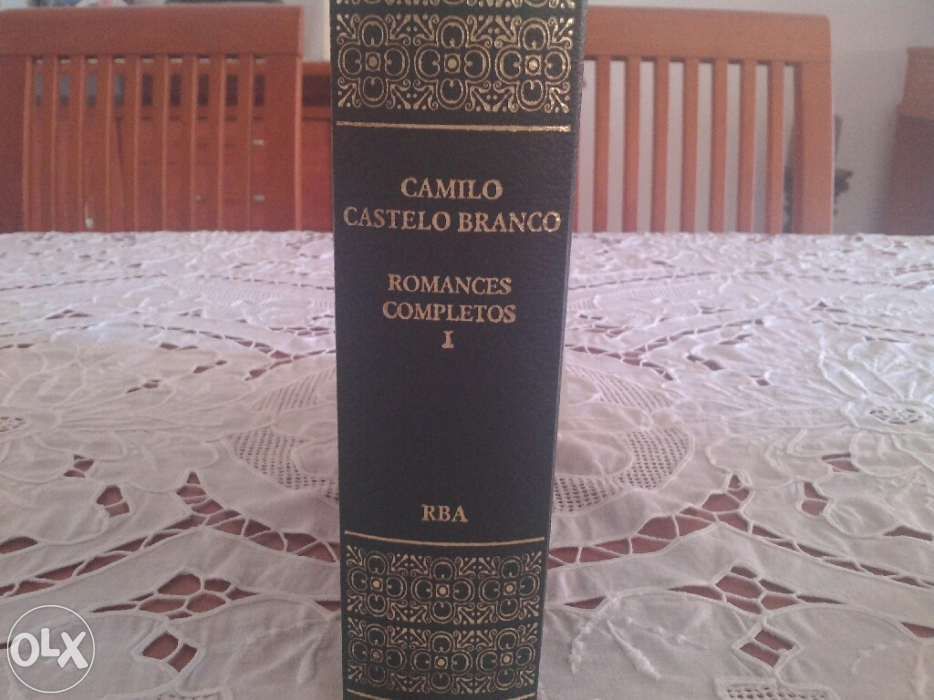 CAMILO
CASTELO BRANCO
ROMANCES
COMPLETOS
I
RBA
OLX